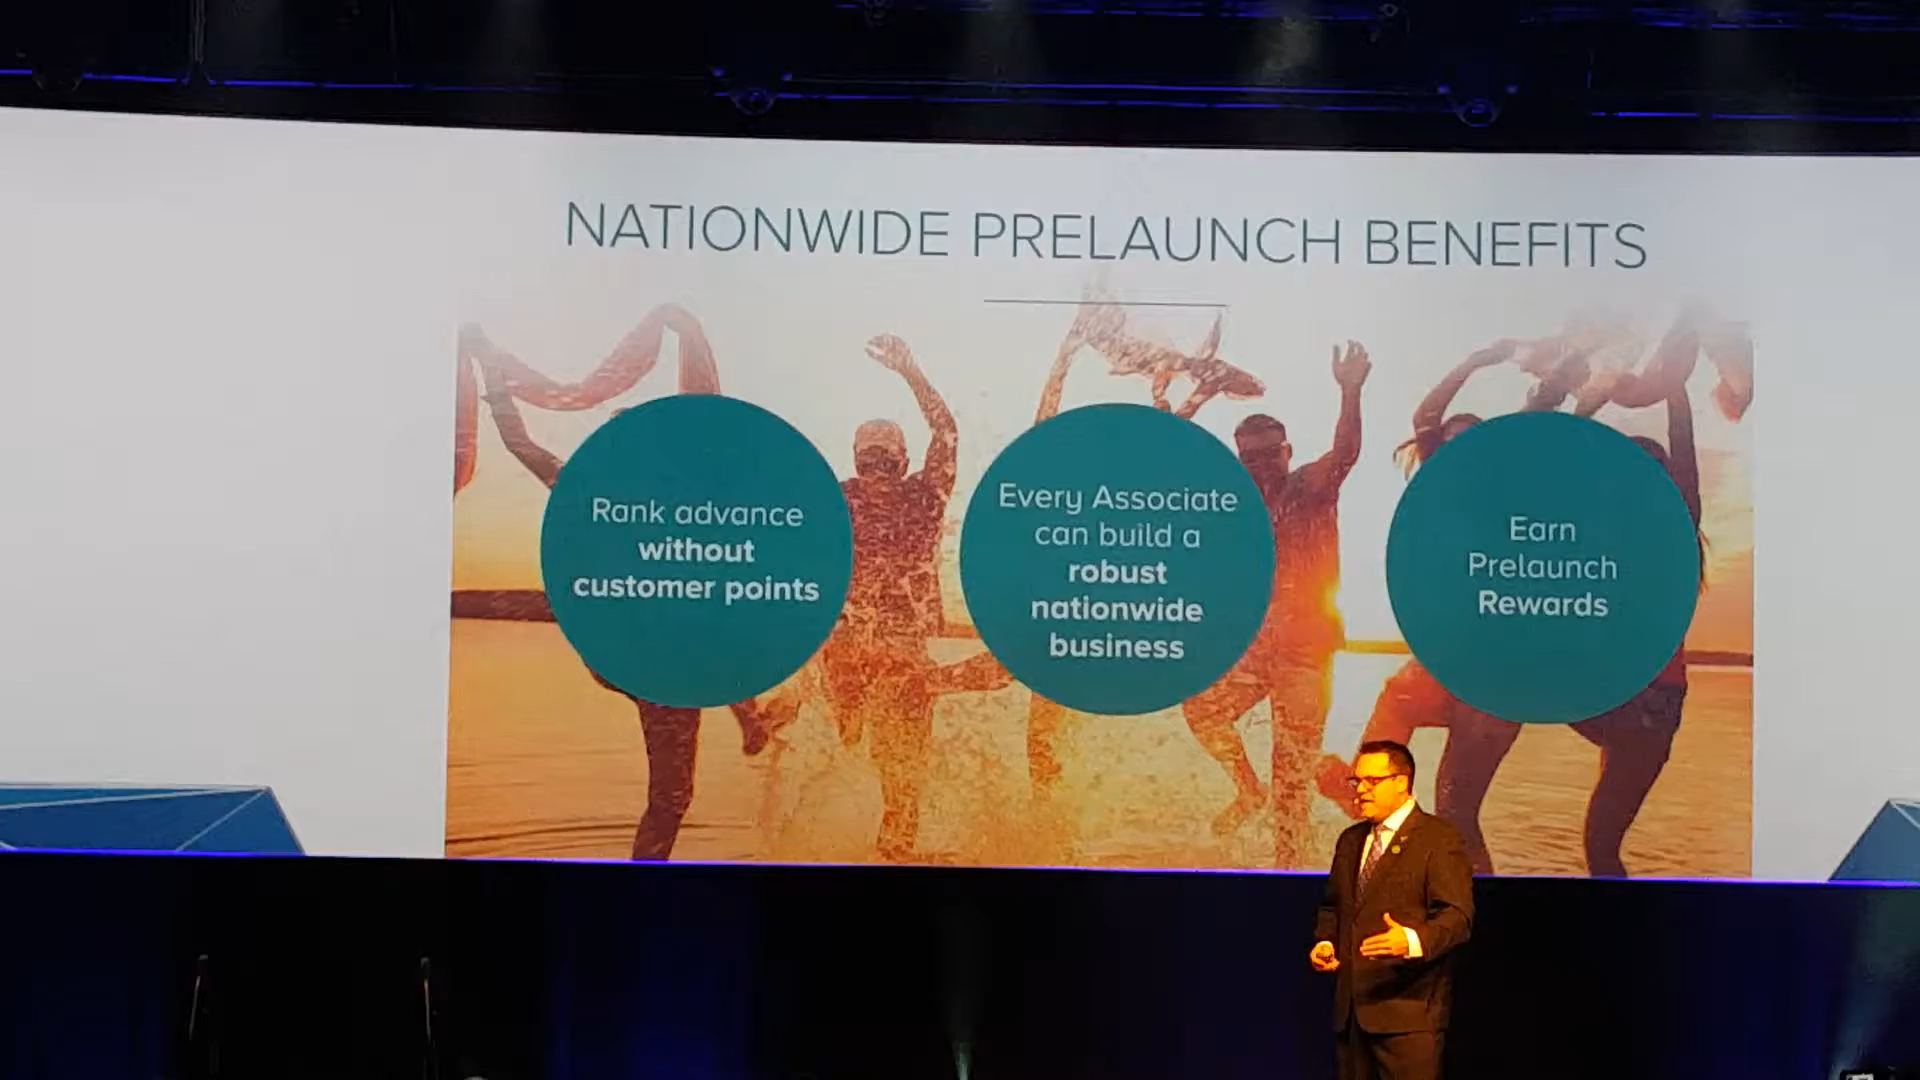 NATIONWIDE PRELAUNCH BENEFITS
Rank advance
without
customer points
Every Associate
can build a
robust
nationwide
business
Earn
Prelaunch
Rewards